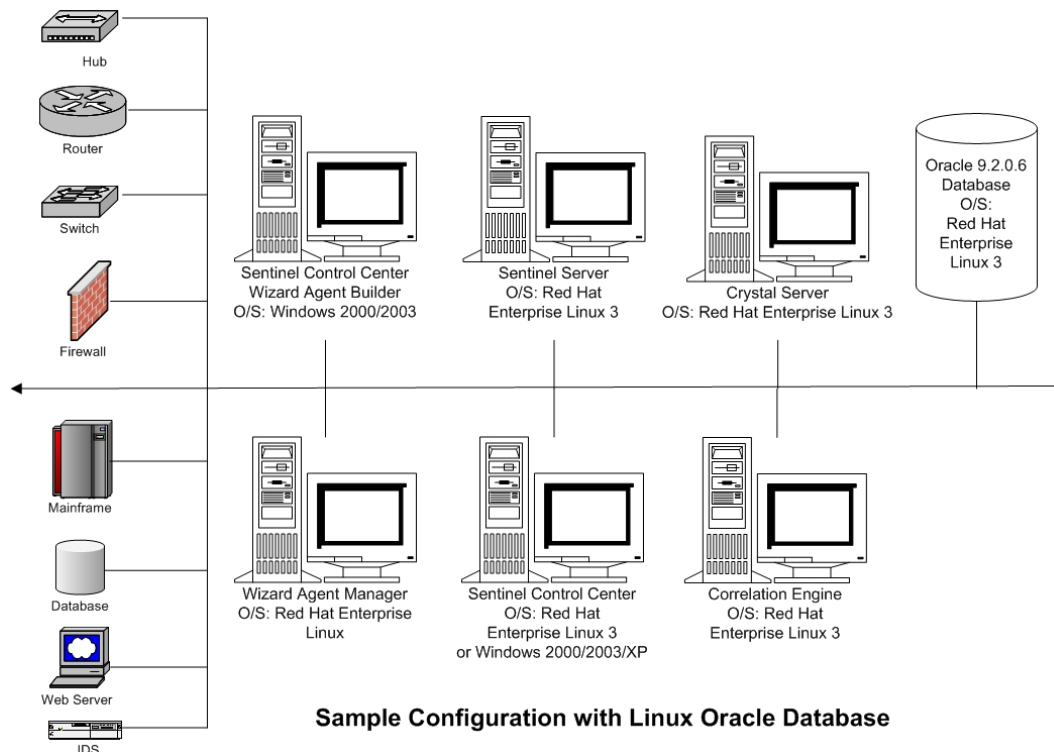 Hub
Router
Switch
Firewall
Sentinel Control Center
Wizard Agent Builder
O/S: Windows 2000/2003
Sentinel Server
O/S: Red Hat
Enterprise Linux 3
Crystal Server
O/S: Red Hat Enterprise Linux 3
Oracle 9.2.0.6
Database
O/S:
Red Hat
Enterprise
Linux 3
Mainframe
Database
Web Server
IDS
Wizard Agent Manager
O/S: Red Hat Enterprise
Linux
Sentinel Control Center
O/S: Red Hat
Enterprise Linux 3
or Windows 2000/2003/XP
Correlation Engine
O/S: Red Hat
Enterprise Linux 3
Sample Configuration with Linux Oracle Database